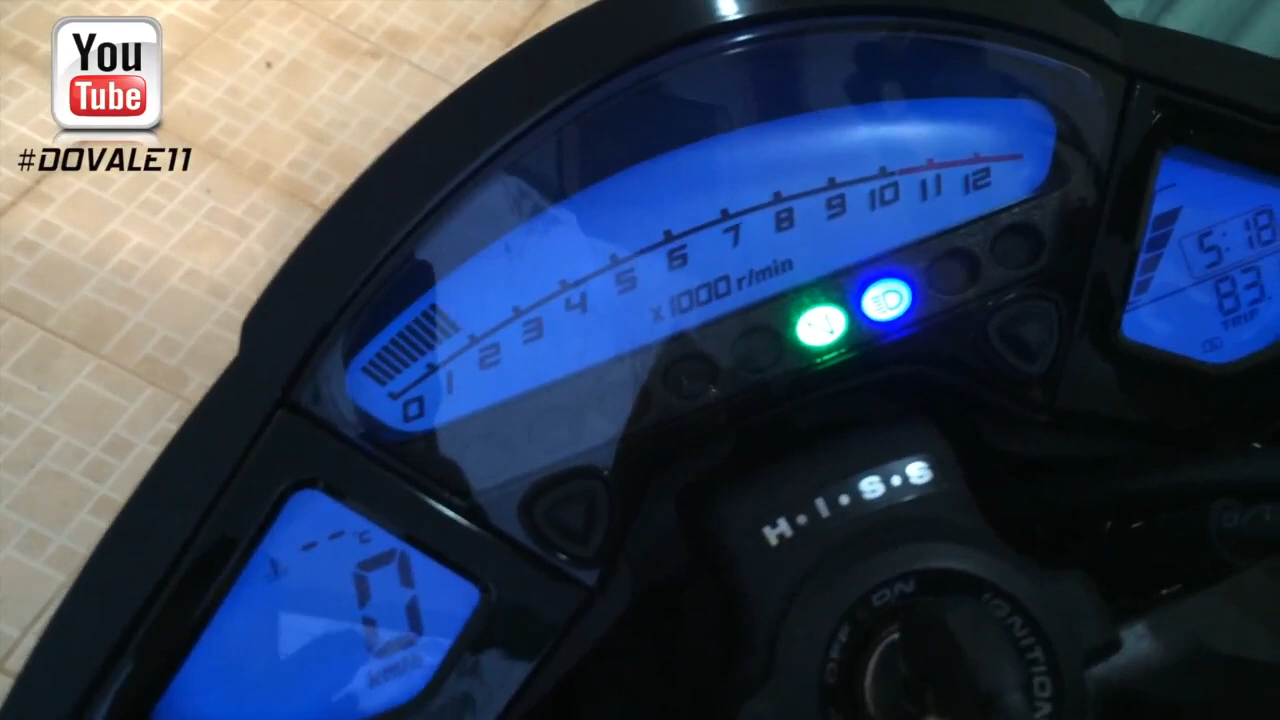 You
Tube
#DOVALE11
0 1 2 3 4 5 6 7 8 9 10 11 12
x1000 r/min
5:18
83
TRIP
H·I·S·S
--- °C
0
km/h
OFF ON
IGNITION